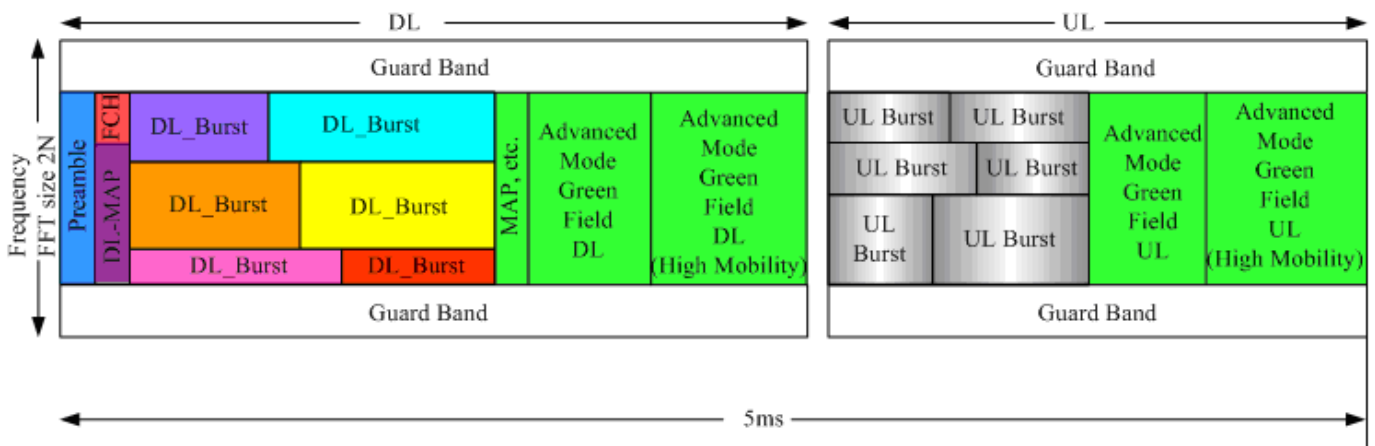 DL
UL
Guard Band
Guard Band
Frequency
FFT size 2N
Preamble
FCH
DL-MAP
DL_Burst
DL_Burst
DL_Burst
DL_Burst
DL_Burst
DL_Burst
MAP, etc.
Advanced
Mode
Green
Field
DL
Advanced
Mode
Green
Field
DL
(High Mobility)
UL Burst
UL Burst
UL Burst
UL Burst
UL
Burst
UL Burst
Advanced
Mode
Green
Field
UL
Advanced
Mode
Green
Field
UL
(High Mobility)
Guard Band
Guard Band
5ms